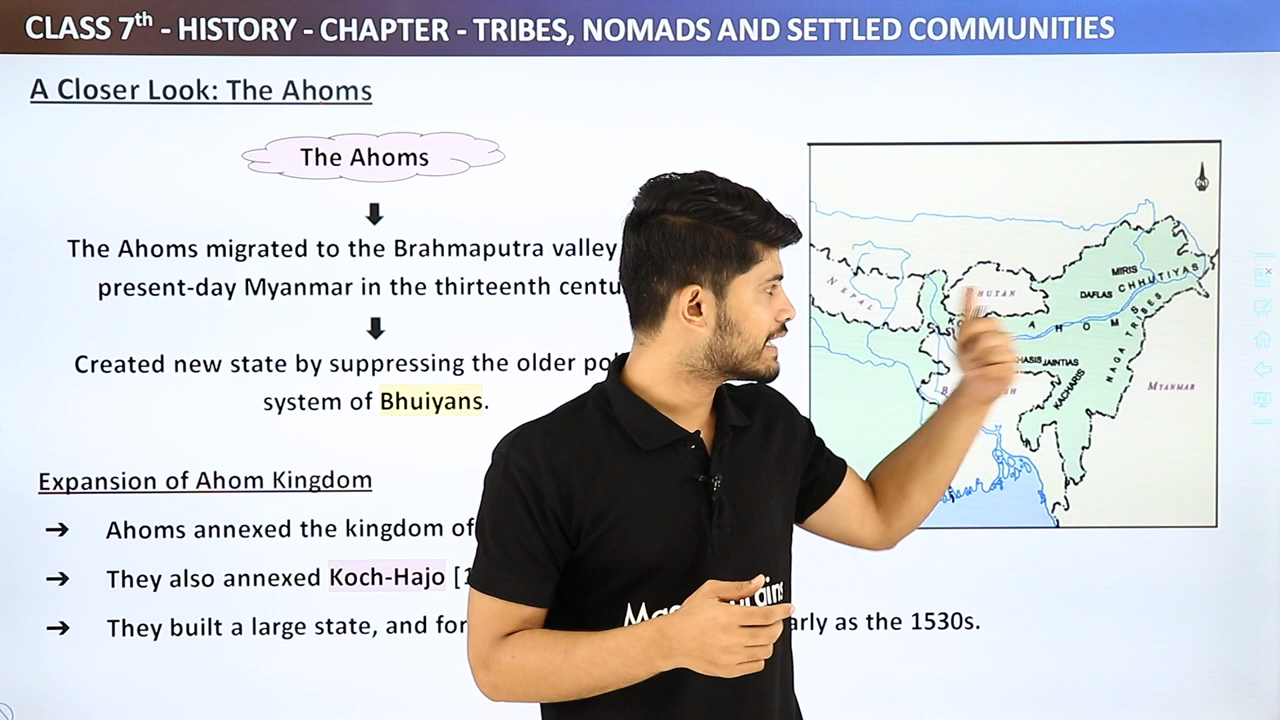 CLASS 7th - HISTORY - CHAPTER - TRIBES, NOMADS AND SETTLED COMMUNITIES
A Closer Look: The Ahoms
The Ahoms
The Ahoms migrated to the Brahmaputra valley
present-day Myanmar in the thirteenth centu
Created new state by suppressing the older po
system of Bhuiyans.
Expansion of Ahom Kingdom
→ Ahoms annexed the kingdom of
→ They also annexed Koch-Hajo [1
→ They built a large state, and for
arly as the 1530s.
NEPAL
BHUTAN
MIRIS
CHHUTIYAS
DAFLAS
AHOMS
NAGA TRIBES
KHASIS
JAINTIAS
KACHARIS
MYANMAR